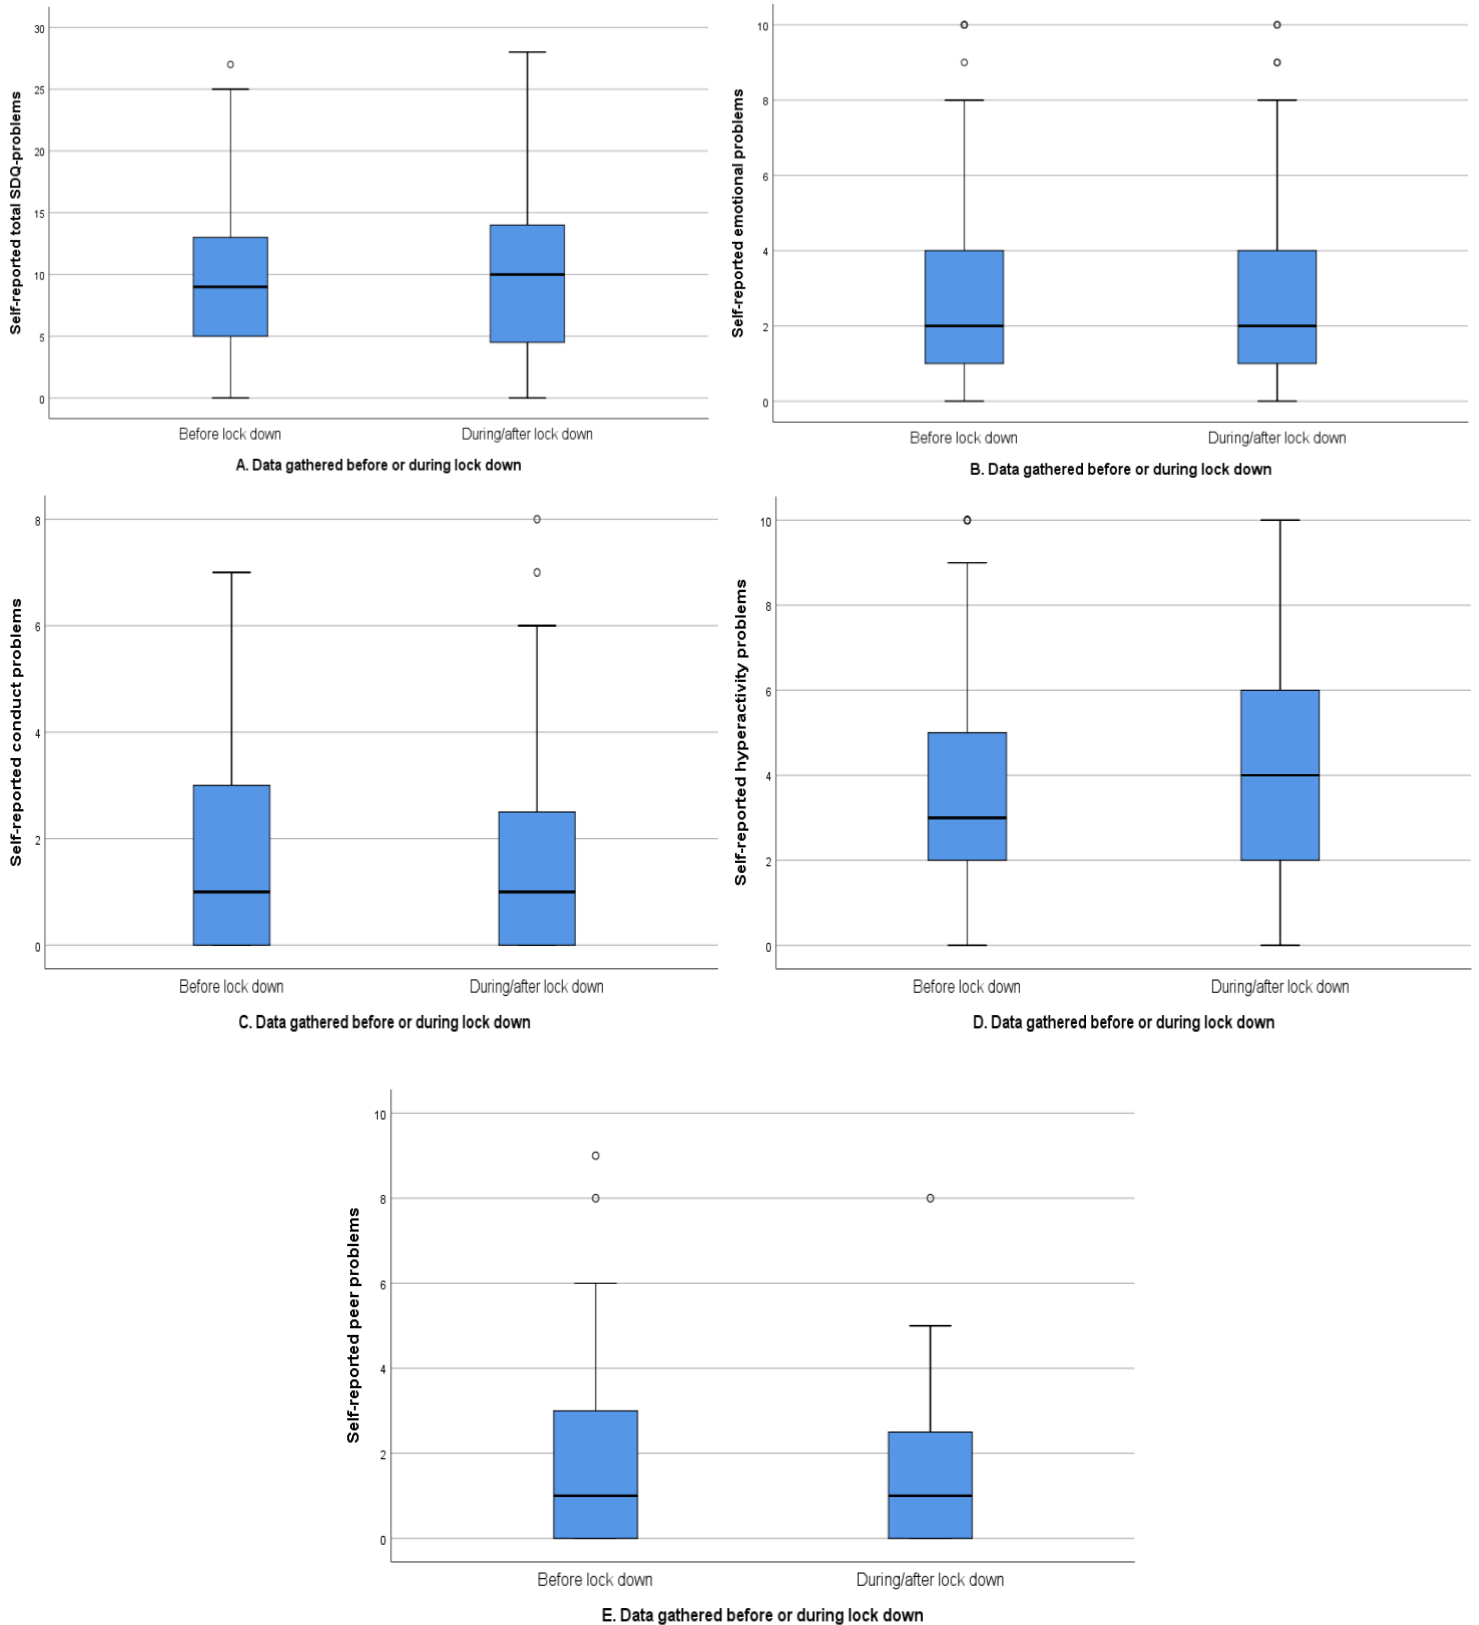 Self-reported total SDQ-problems
30
25
20
15
10
5
0
Before lock down
During/after lock down
A. Data gathered before or during lock down
Self-reported emotional problems
10
8
6
4
2
0
Before lock down
During/after lock down
B. Data gathered before or during lock down
Self-reported conduct problems
8
6
4
2
0
Before lock down
During/after lock down
C. Data gathered before or during lock down
Self-reported hyperactivity problems
10
8
6
4
2
0
Before lock down
During/after lock down
D. Data gathered before or during lock down
Self-reported peer problems
10
8
6
4
2
0
Before lock down
During/after lock down
E. Data gathered before or during lock down